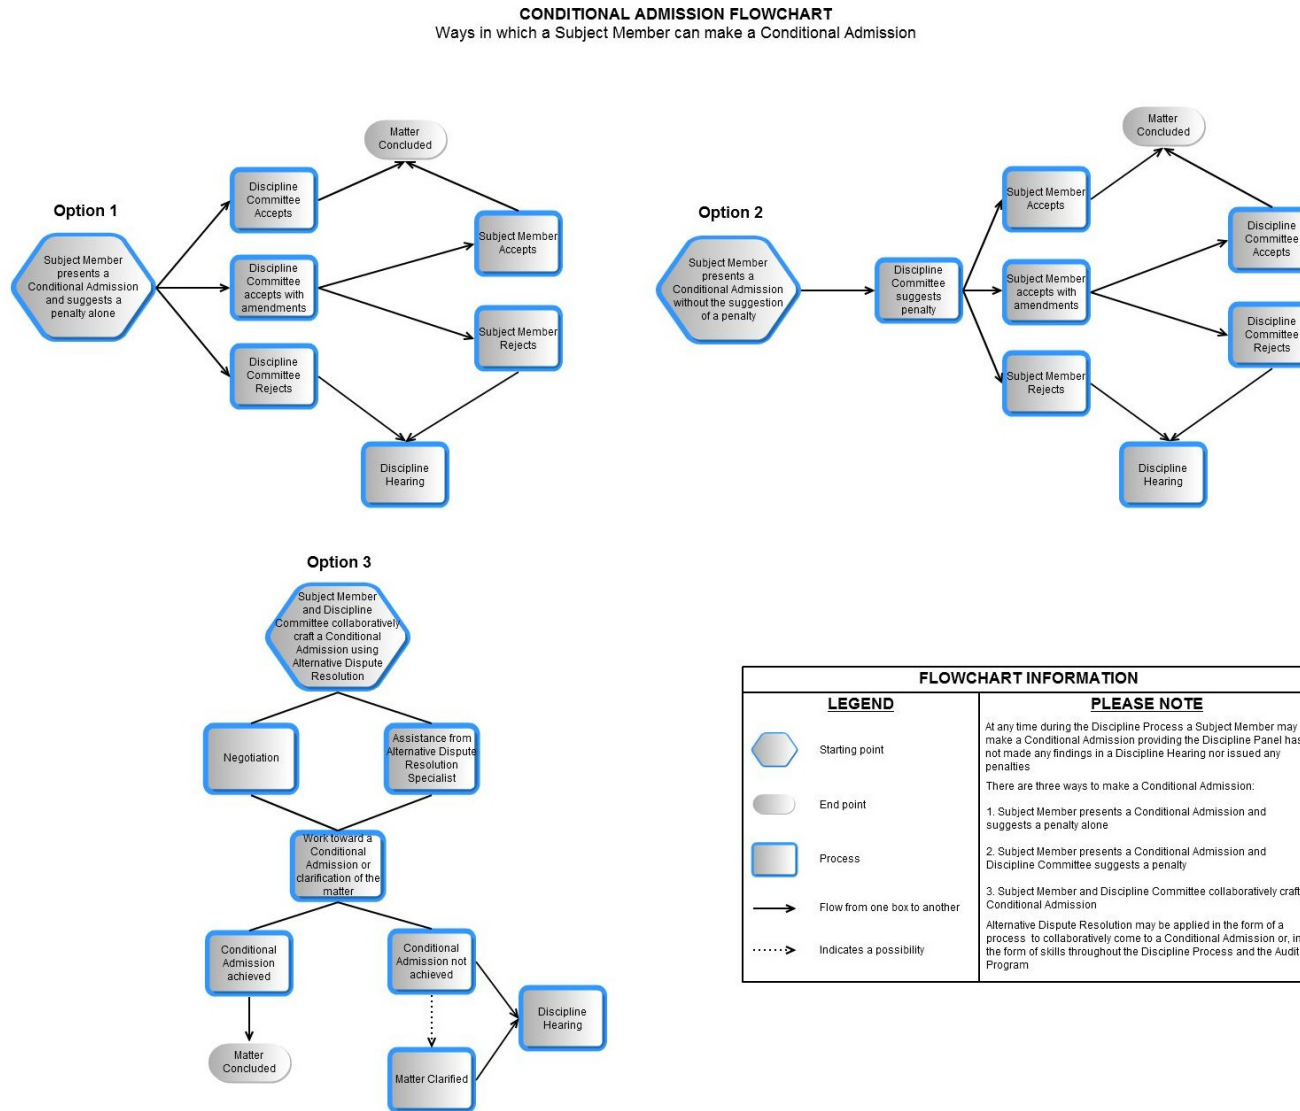 CONDITIONAL ADMISSION FLOWCHART
Ways in which a Subject Member can make a Conditional Admission
Option 1
Subject Member
presents a
Conditional Admission
and suggests a
penalty alone
Discipline
Committee
Accepts
Discipline
Committee
accepts with
amendments
Discipline
Committee
Rejects
Matter
Concluded
Subject Member
Accepts
Subject Member
Rejects
Discipline
Hearing
Option 2
Subject Member
presents a
Conditional Admission
without the suggestion
of a penalty
Discipline
Committee
suggests
penalty
Subject Member
Accepts
Subject Member
accepts with
amendments
Subject Member
Rejects
Matter
Concluded
Discipline
Committee
Accepts
Discipline
Committee
Rejects
Discipline
Hearing
Option 3
Subject Member
and Discipline
Committee collaboratively
craft a Conditional
Admission using
Alternative Dispute
Resolution
Negotiation
Assistance from
Alternative Dispute
Resolution
Specialist
Work toward a
Conditional
Admission or
clarification of the
matter
Conditional
Admission
achieved
Conditional
Admission not
achieved
Matter
Concluded
Matter Clarified
Discipline
Hearing
FLOWCHART INFORMATION
LEGEND
Starting point
End point
Process
Flow from one box to another
Indicates a possibility
PLEASE NOTE
At any time during the Discipline Process a Subject Member may
make a Conditional Admission providing the Discipline Panel has
not made any findings in a Discipline Hearing nor issued any
penalties
There are three ways to make a Conditional Admission:
1. Subject Member presents a Conditional Admission and
suggests a penalty alone
2. Subject Member presents a Conditional Admission and
Discipline Committee suggests a penalty
3. Subject Member and Discipline Committee collaboratively craft
Conditional Admission
Alternative Dispute Resolution may be applied in the form of a
process to collaboratively come to a Conditional Admission or, in
the form of skills throughout the Discipline Process and the Audit
Program